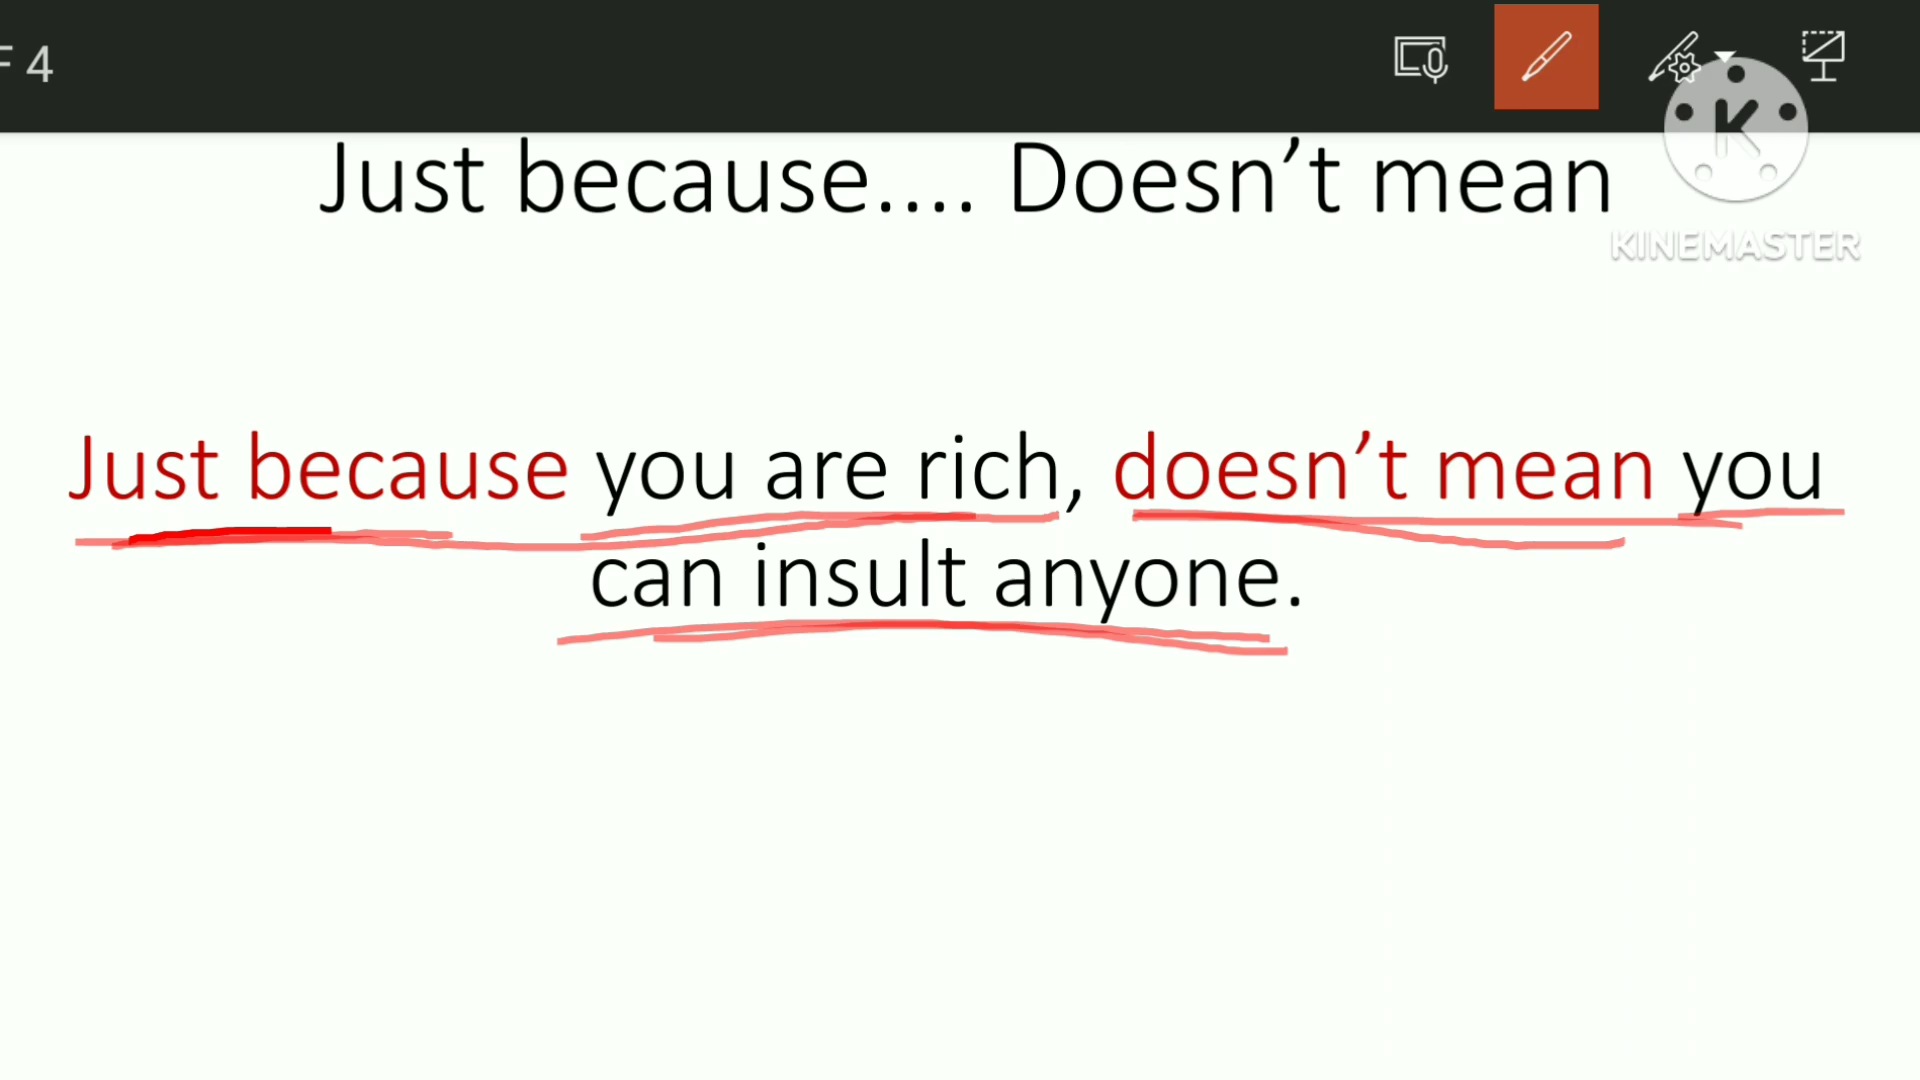 F 4
Just because.... Doesn’t mean
K
KINEMASTER
Just because you are rich, doesn’t mean you
can insult anyone.